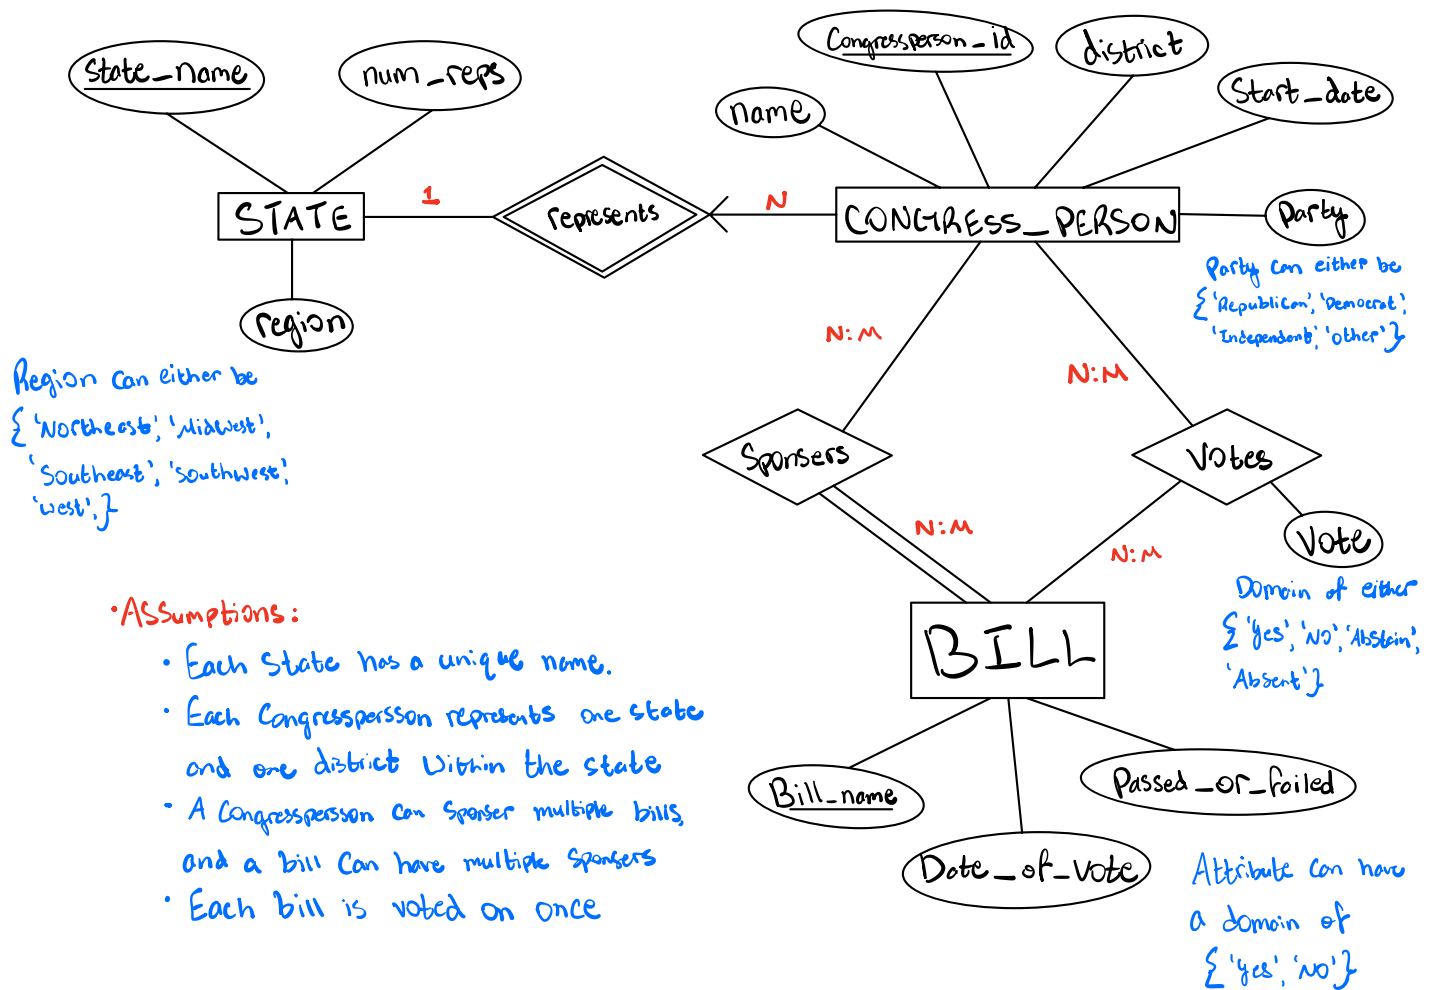 Congressperson_id
district
State_name
num_reps
Start_date
name
1
N
represents
STATE
CONGRESS_PERSON
Party
region
Party can either be
{'Republican', 'Democrat',
'Independent', 'other'}
N:M
N:M
Region can either be
{'Northeast', 'Midwest',
'Southeast', 'Southwest',
'West',}
Sponsers
Votes
N:M
N:M
Vote
Domain of either
{'Yes', 'NO', 'Abstain',
'Absent'}
BILL
• Assumptions:
• Each State has a unique name.
• Each Congresspersson represents one state
and one district within the state
• A Congresspersson can sponser multiple bills,
and a bill can have multiple sponsers
• Each bill is voted on once
Bill_name
Passed_or_failed
Date_of_vote
Attribute can have
a domain of
{'Yes', 'NO'}